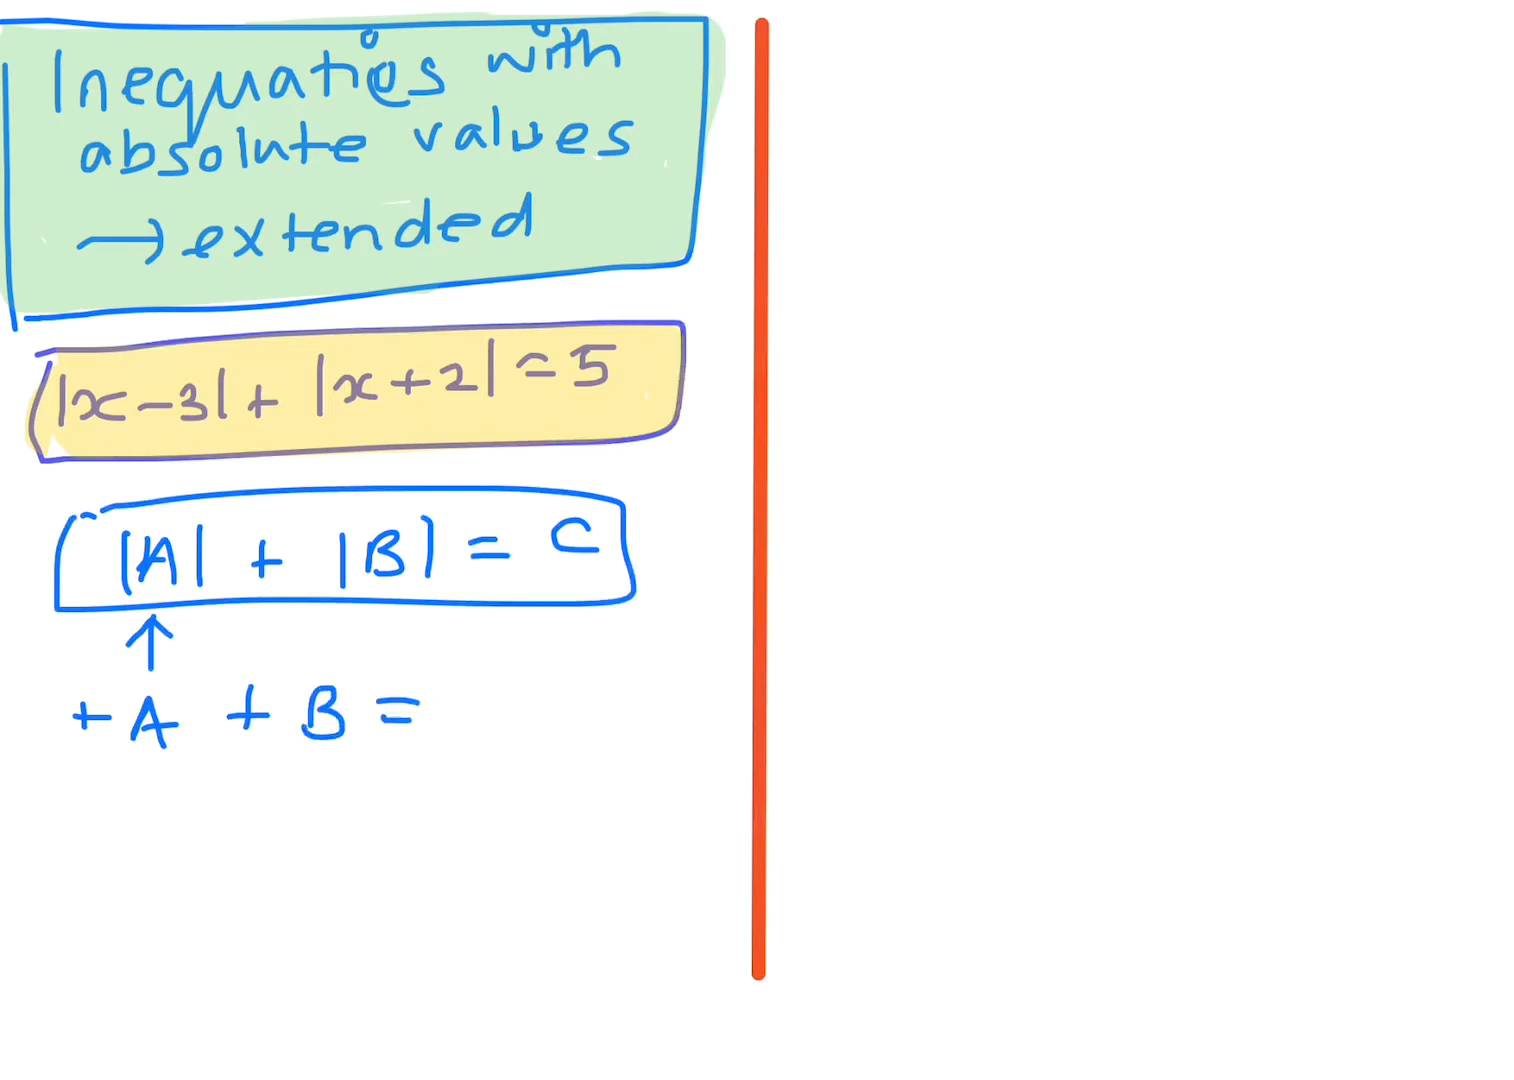 Inequaties with
absolute values
→ extended
|x-3| + |x+2| = 5
|A| + |B| = C
↑
+A + B =